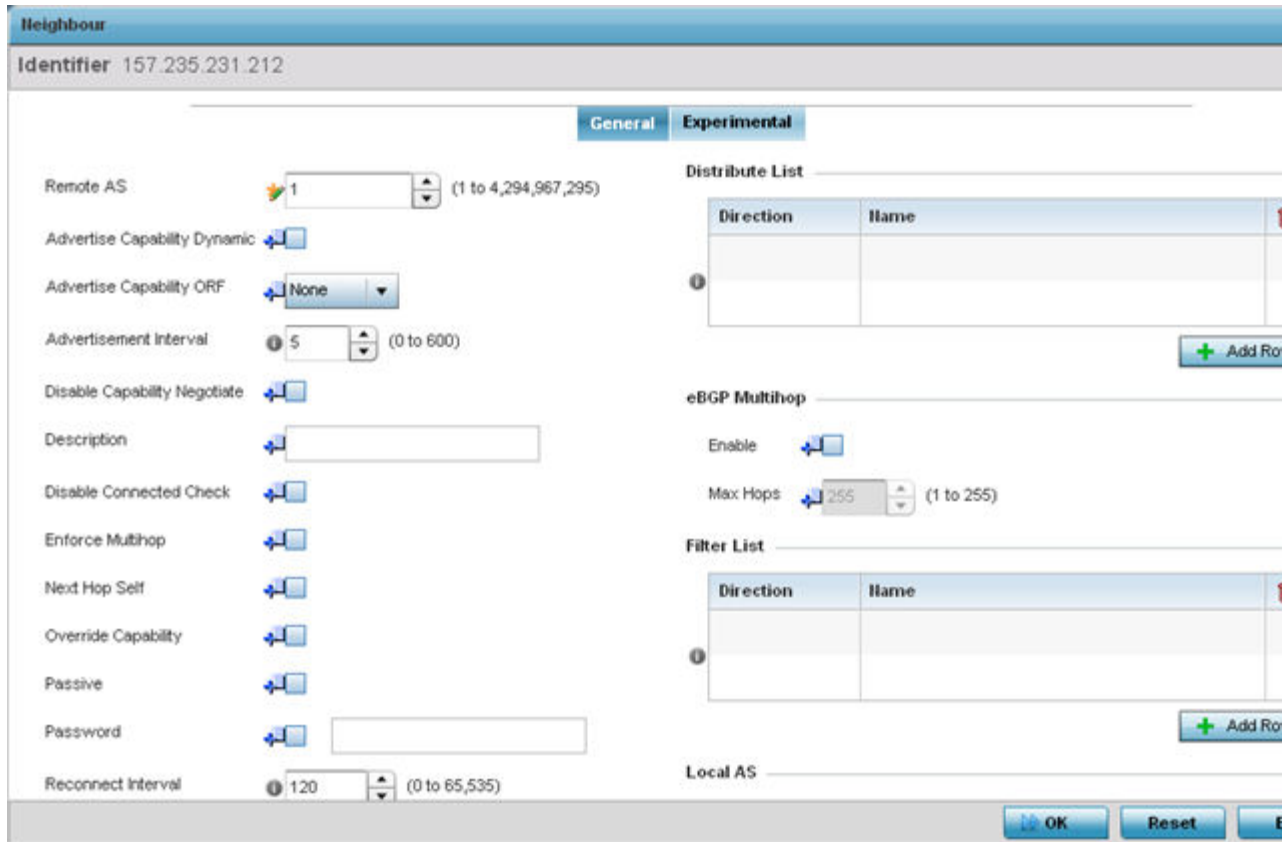 Neighbour
Identifier 157.235.231.212
General Experimental
Remote AS 1 (1 to 4,294,967,295)
Advertise Capability Dynamic
Advertise Capability ORF None
Advertisement Interval 5 (0 to 600)
Disable Capability Negotiate
Description
Disable Connected Check
Enforce Multihop
Next Hop Self
Override Capability
Passive
Password
Reconnect Interval 120 (0 to 65,535)
Distribute List
Direction Name
Add
eBGP Multihop
Enable
Max Hops 255 (1 to 255)
Filter List
Direction Name
Add
Local AS
OK Reset